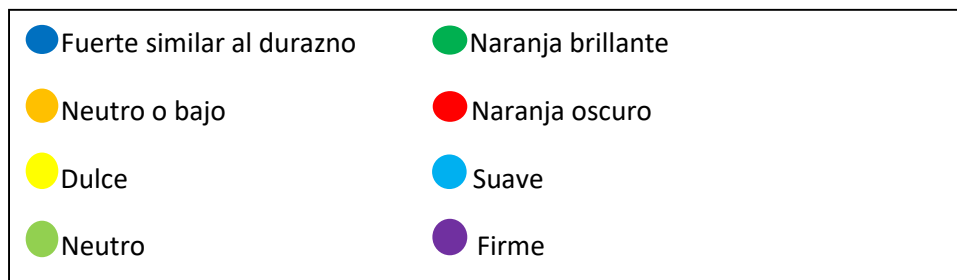 Fuerte similar al durazno
Naranja brillante
Neutro o bajo
Naranja oscuro
Dulce
Suave
Neutro
Firme